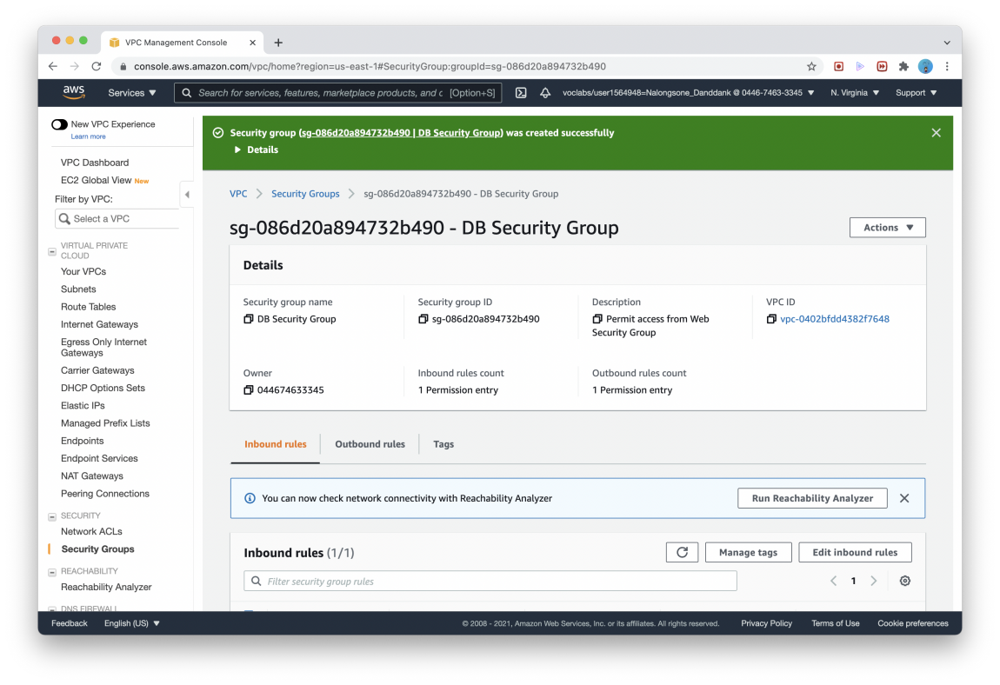 VPC Management Console
console.aws.amazon.com/vpc/home?region=us-east-1#SecurityGroup:groupId=sg-086d20a894732b490
aws
Services ▼
Search for services, features, marketplace products, and c [Option+S]
voclabs/user1564948=Nalongsone_Danddank @ 0446-7463-3345 ▼
N. Virginia ▼
Support ▼
New VPC Experience
Learn more
VPC Dashboard
EC2 Global View New
Filter by VPC:
Select a VPC
VIRTUAL PRIVATE
CLOUD
Your VPCs
Subnets
Route Tables
Internet Gateways
Egress Only Internet
Gateways
Carrier Gateways
DHCP Options Sets
Elastic IPs
Managed Prefix Lists
Endpoints
Endpoint Services
NAT Gateways
Peering Connections
SECURITY
Network ACLs
Security Groups
REACHABILITY
Reachability Analyzer
DNS FIREWALL
Security group (sg-086d20a894732b490 | DB Security Group) was created successfully
Details
VPC > Security Groups > sg-086d20a894732b490 - DB Security Group
sg-086d20a894732b490 - DB Security Group
Actions ▼
Details
Security group name
DB Security Group
Security group ID
sg-086d20a894732b490
Description
Permit access from Web
Security Group
VPC ID
vpc-0402bfdd4382f7648
Owner
044674633345
Inbound rules count
1 Permission entry
Outbound rules count
1 Permission entry
Inbound rules
Outbound rules
Tags
You can now check network connectivity with Reachability Analyzer
Run Reachability Analyzer
Inbound rules (1/1)
Manage tags
Edit inbound rules
Filter security group rules
1
Feedback
English (US) ▼
© 2008 - 2021, Amazon Web Services, Inc. or its affiliates. All rights reserved.
Privacy Policy
Terms of Use
Cookie preferences